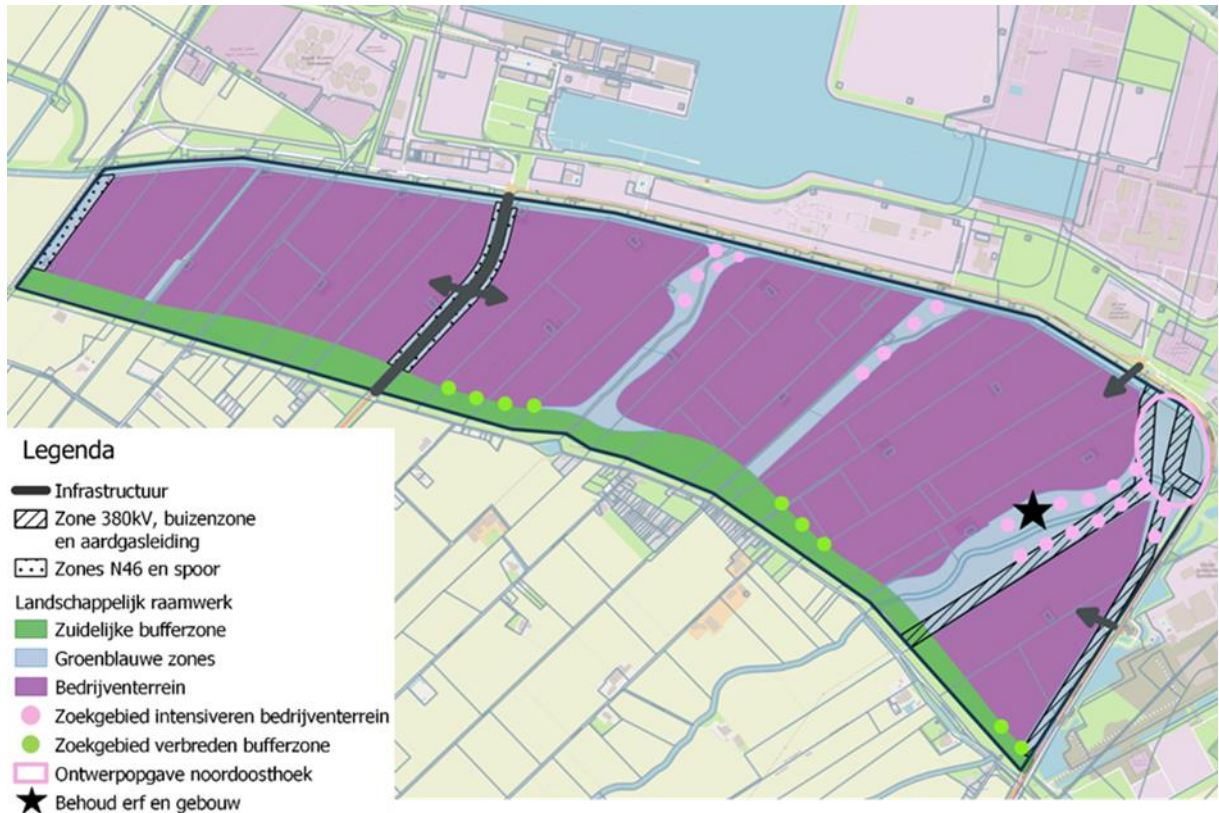 Legenda
Infrastructuur
Zone 380kV, buizenzone
en aardgasleiding
Zones N46 en spoor
Landschappelijk raamwerk
Zuidelijke bufferzone
Groenblauwe zones
Bedrijventerrein
Zoekgebied intensiveren bedrijventerrein
Zoekgebied verbreden bufferzone
Ontwerpopgave noordoosthoek
Behoud erf en gebouw